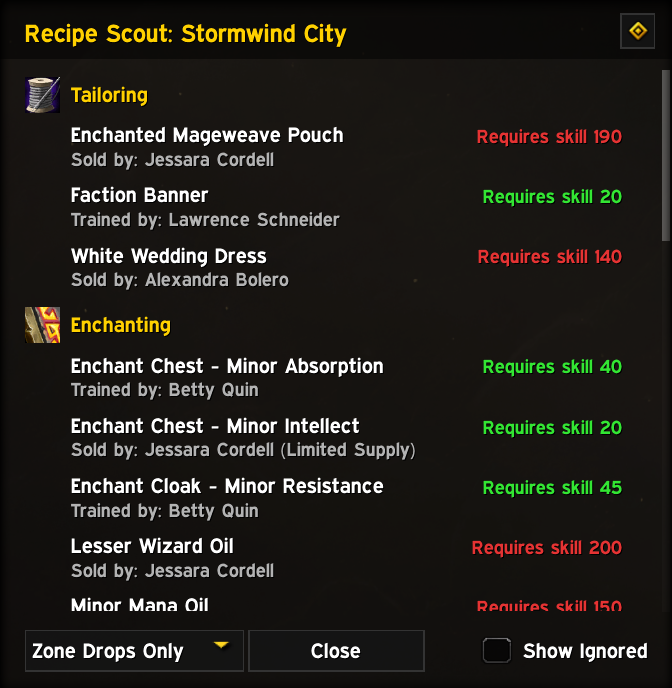 Recipe Scout: Stormwind City
Tailoring
Enchanted Mageweave Pouch
Requires skill 190
Sold by: Jessara Cordell
Faction Banner
Requires skill 20
Trained by: Lawrence Schneider
White Wedding Dress
Requires skill 140
Sold by: Alexandra Bolero
Enchanting
Enchant Chest - Minor Absorption
Requires skill 40
Trained by: Betty Quin
Enchant Chest - Minor Intellect
Requires skill 20
Sold by: Jessara Cordell (Limited Supply)
Enchant Cloak - Minor Resistance
Requires skill 45
Trained by: Betty Quin
Lesser Wizard Oil
Requires skill 200
Sold by: Jessara Cordell
Minor Mana Oil
Requires skill 150
Zone Drops Only
Close
Show Ignored